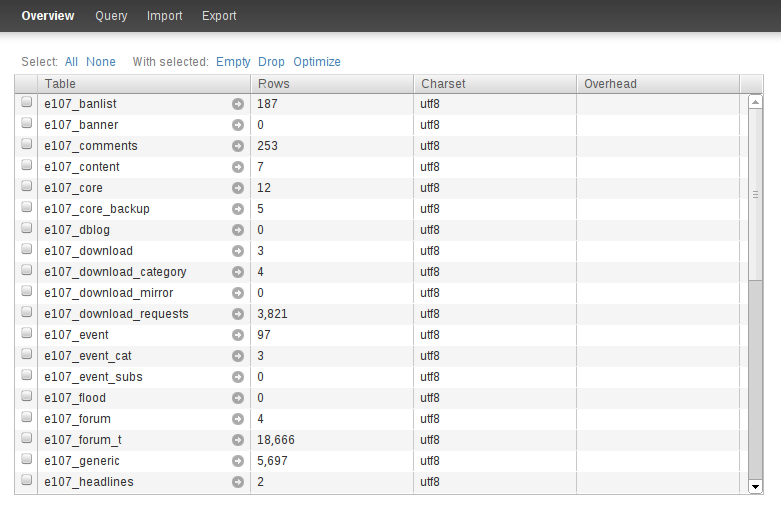 Overview Query Import Export
Select: All None With selected: Empty Drop Optimize
Table Rows Charset Overhead
e107_banlist 187 utf8
e107_banner 0 utf8
e107_comments 253 utf8
e107_content 7 utf8
e107_core 12 utf8
e107_core_backup 5 utf8
e107_dblog 0 utf8
e107_download 3 utf8
e107_download_category 4 utf8
e107_download_mirror 0 utf8
e107_download_requests 3,821 utf8
e107_event 97 utf8
e107_event_cat 3 utf8
e107_event_subs 0 utf8
e107_flood 0 utf8
e107_forum 4 utf8
e107_forum_t 18,666 utf8
e107_generic 5,697 utf8
e107_headlines 2 utf8